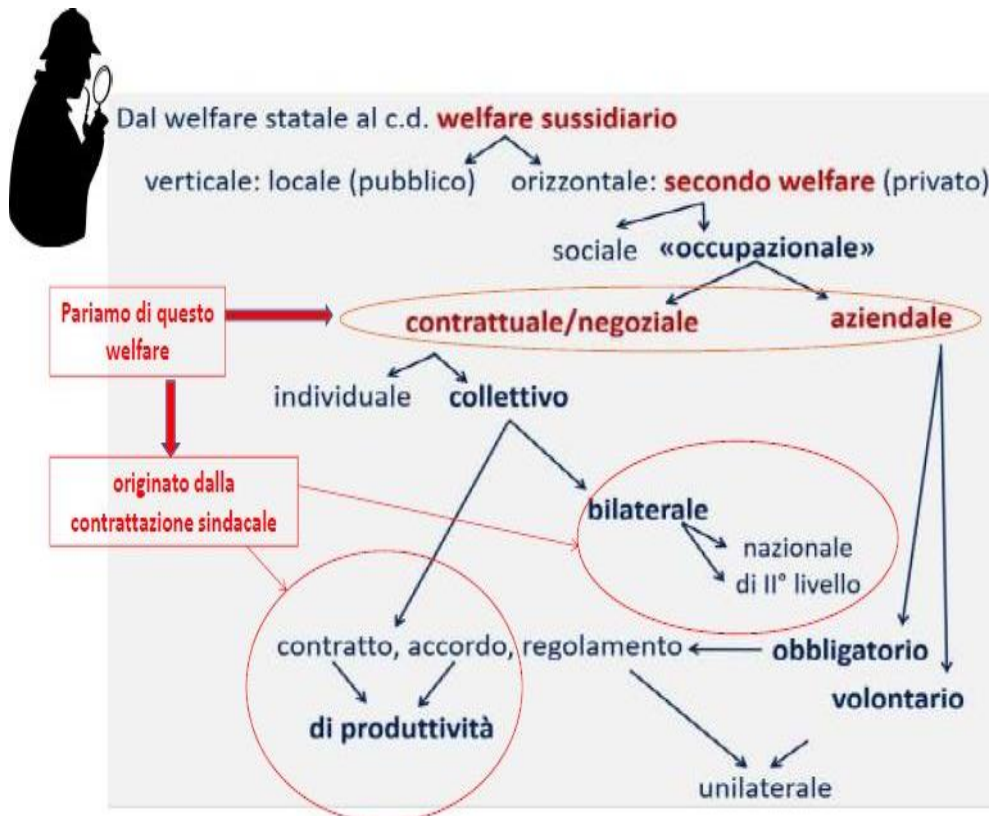 Dal welfare statale al c.d. welfare sussidiario
verticale: locale (pubblico) orizzontale: secondo welfare (privato)
sociale «occupazionale»
Pariamo di questo
welfare
contrattuale/negoziale aziendale
individuale collettivo
originato dalla
contrattazione sindacale
bilaterale
nazionale
di II° livello
contratto, accordo, regolamento obbligatorio
volontario
di produttività
unilaterale